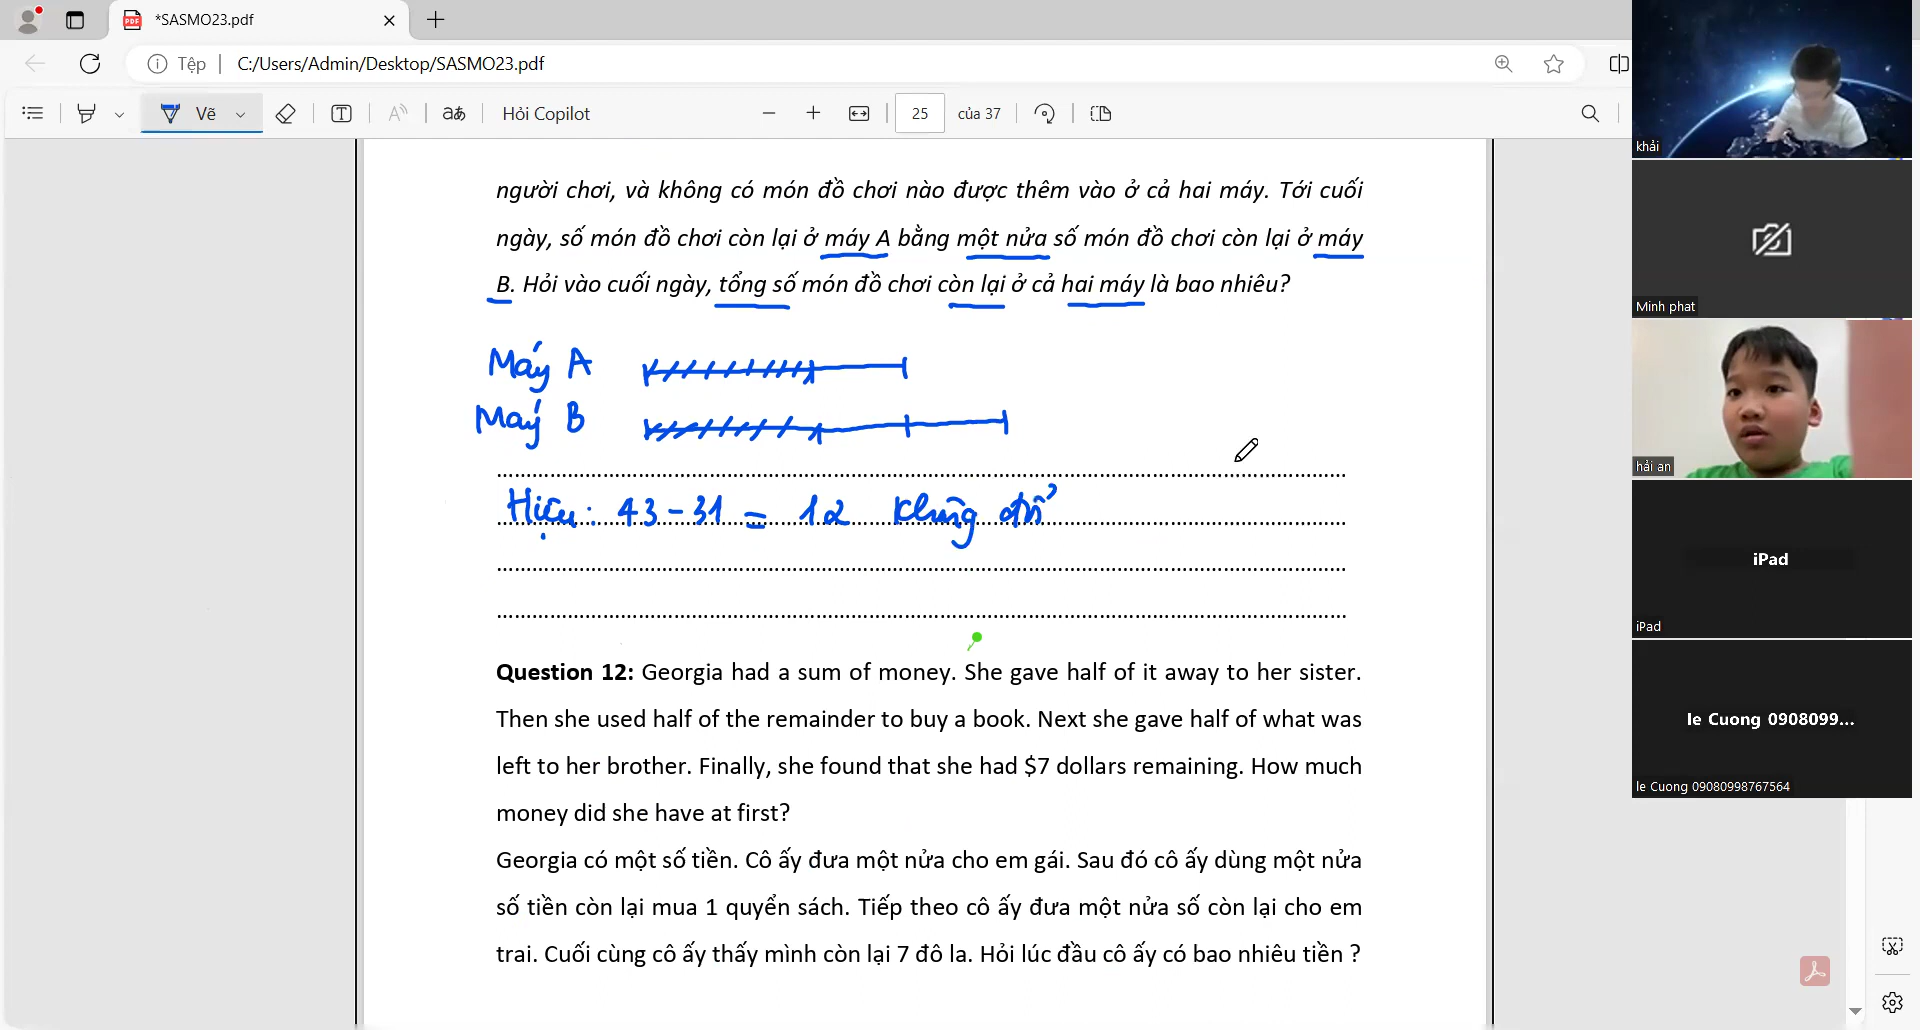 *SASMO23.pdf
Tệp
C:/Users/Admin/Desktop/SASMO23.pdf
Vẽ
aあ
Hỏi Copilot
25
của 37
người chơi, và không có món đồ chơi nào được thêm vào ở cả hai máy. Tới cuối
ngày, số món đồ chơi còn lại ở máy A bằng một nửa số món đồ chơi còn lại ở máy
B. Hỏi vào cuối ngày, tổng số món đồ chơi còn lại ở cả hai máy là bao nhiêu?
Máy A
Máy B
Hiệu: 43 - 31 = 12 không đổi
Question 12: Georgia had a sum of money. She gave half of it away to her sister.
Then she used half of the remainder to buy a book. Next she gave half of what was
left to her brother. Finally, she found that she had $7 dollars remaining. How much
money did she have at first?
Georgia có một số tiền. Cô ấy đưa một nửa cho em gái. Sau đó cô ấy dùng một nửa
số tiền còn lại mua 1 quyển sách. Tiếp theo cô ấy đưa một nửa số còn lại cho em
trai. Cuối cùng cô ấy thấy mình còn lại 7 đô la. Hỏi lúc đầu cô ấy có bao nhiêu tiền ?
khải
Minh phat
hải an
iPad
iPad
le Cuong 0908099...
le Cuong 09080998767564